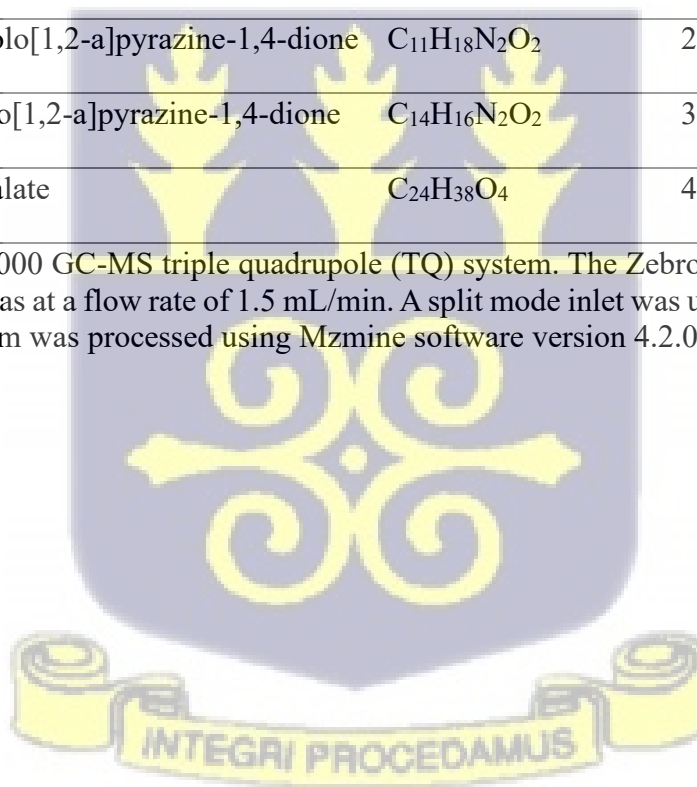 olo[1,2-a]pyrazine-1,4-dione C₁₁H₁₈N₂O₂ 2
o[1,2-a]pyrazine-1,4-dione C₁₄H₁₆N₂O₂ 3
alate C₂₄H₃₈O₄ 4
000 GC-MS triple quadrupole (TQ) system. The Zebro
as at a flow rate of 1.5 mL/min. A split mode inlet was u
m was processed using Mzmine software version 4.2.0
INTEGRI PROCEDAMUS